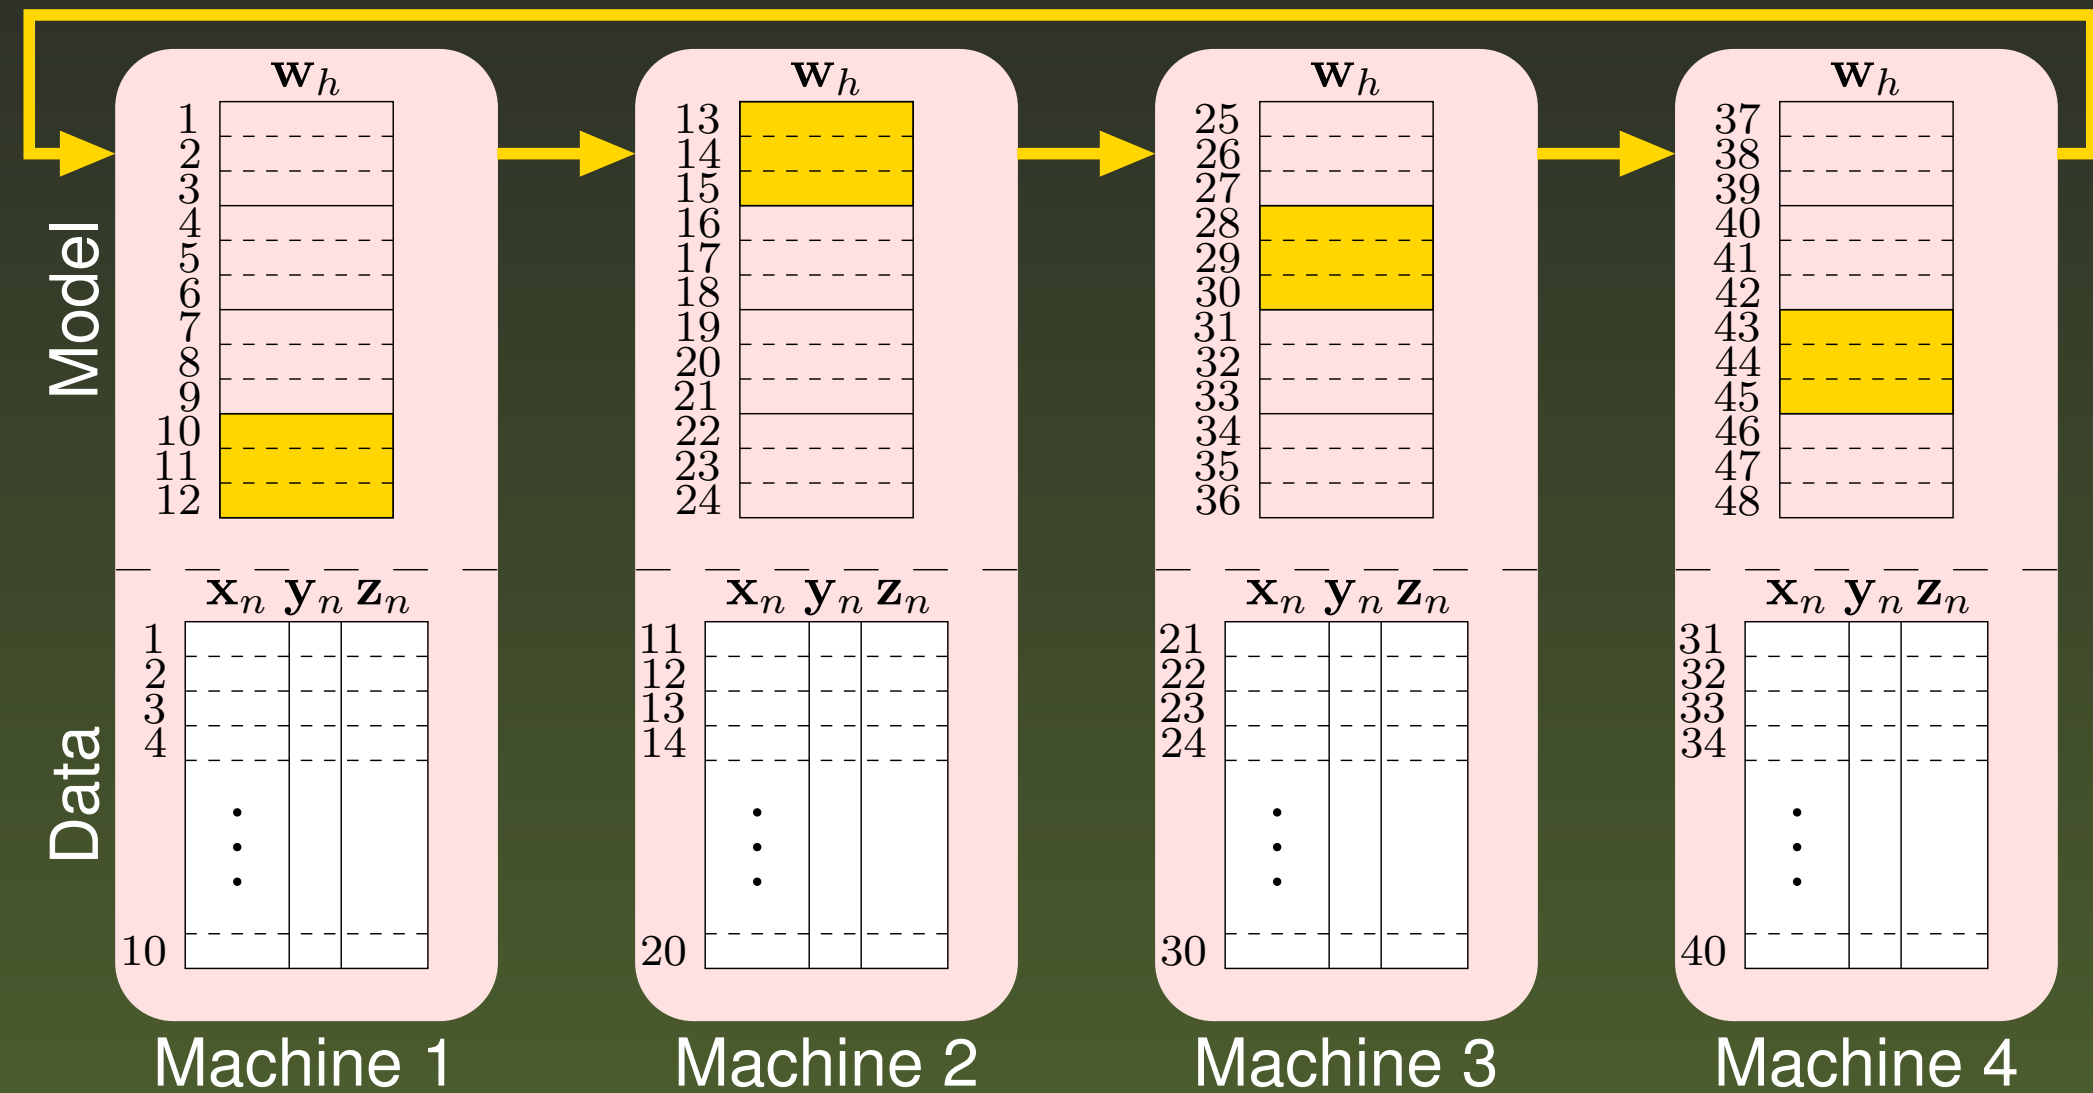 w_h w_h w_h w_h
1 13 25 37
2 14 26 38
3 15 27 39
4 16 28 40
5 17 29 41
6 18 30 42
7 19 31 43
8 20 32 44
9 21 33 45
10 22 34 46
11 23 35 47
12 24 36 48
Model
x_n y_n z_n x_n y_n z_n x_n y_n z_n x_n y_n z_n
1 11 21 31
2 12 22 32
3 13 23 33
4 14 24 34
10 20 30 40
Data
Machine 1 Machine 2 Machine 3 Machine 4